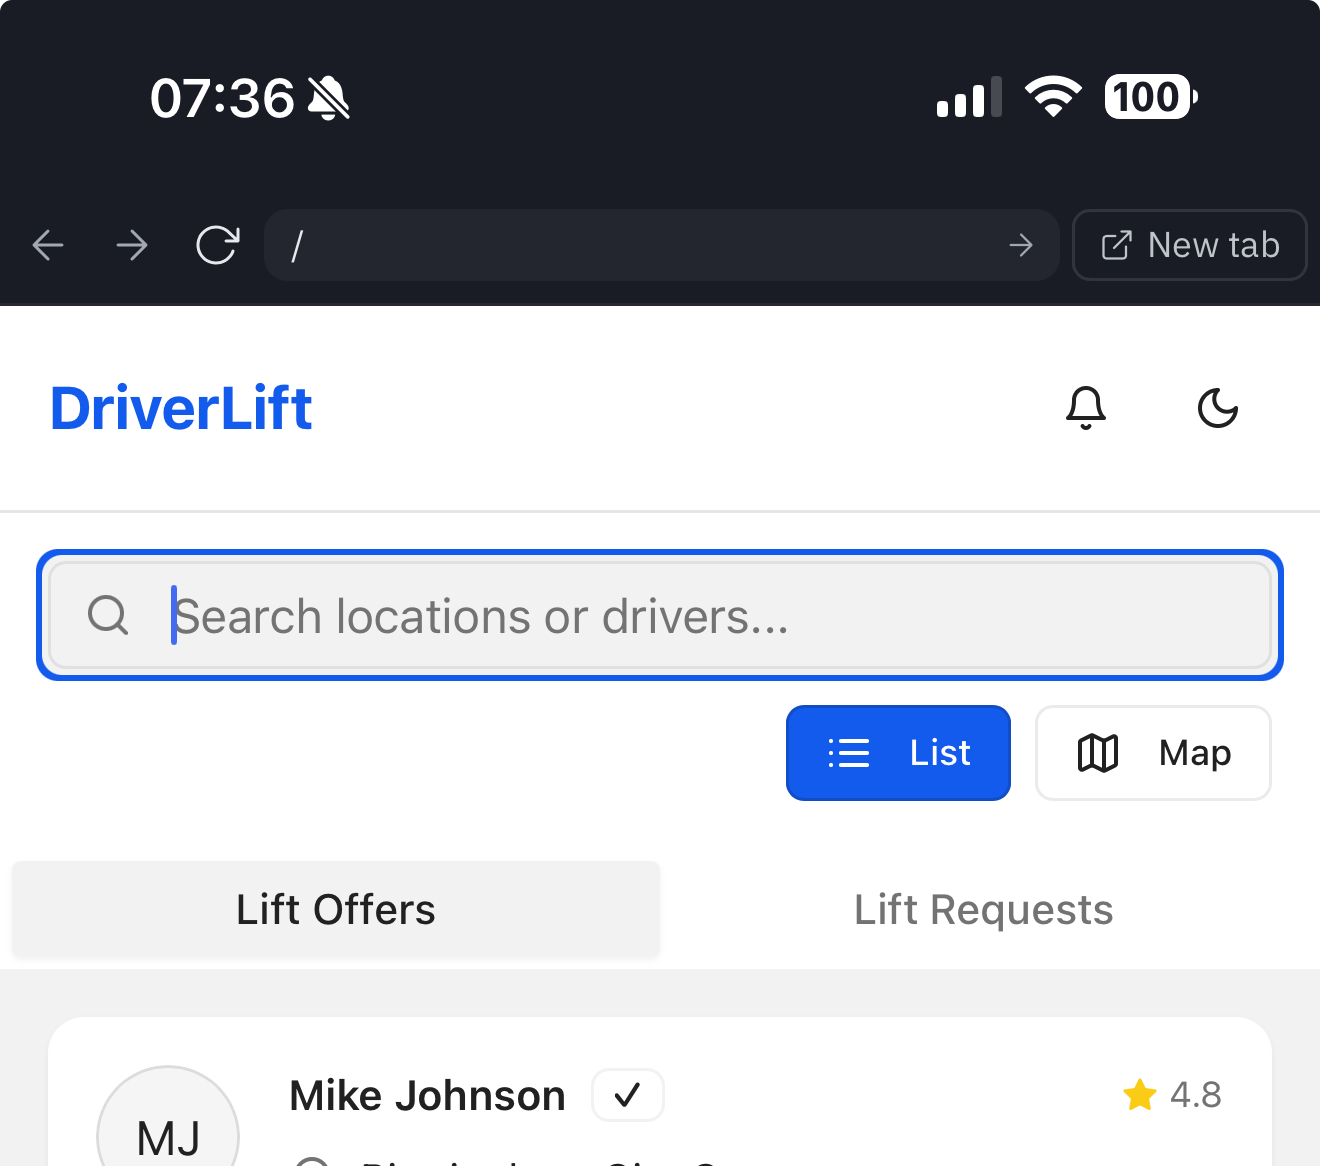 07:36 100
/ New tab
DriverLift
Search locations or drivers...
List Map
Lift Offers Lift Requests
Mike Johnson ✓ 4.8
MJ